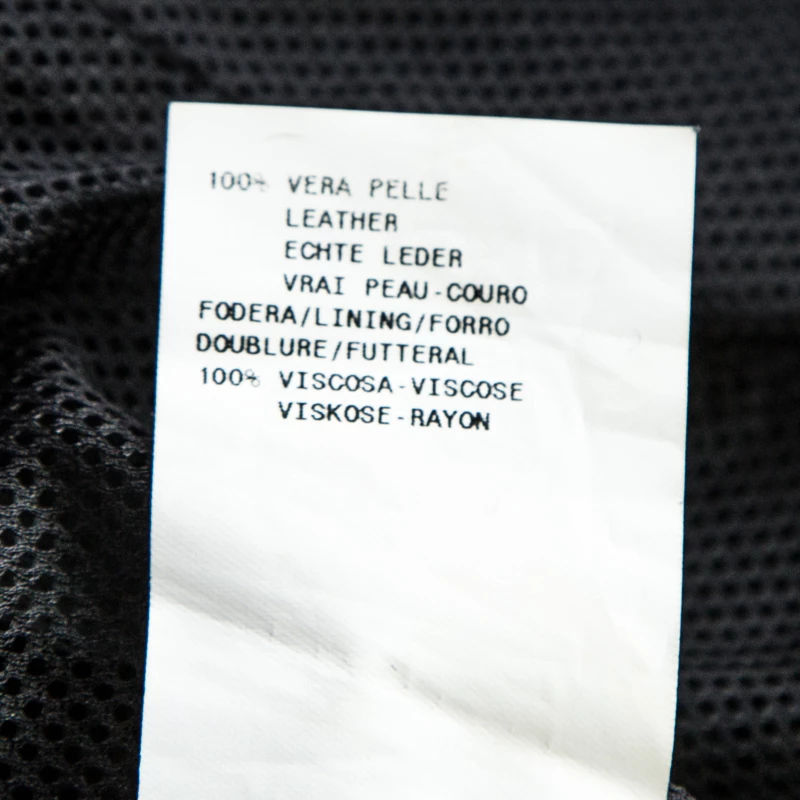 100% VERA PELLE
LEATHER
ECHTE LEDER
VRAI PEAU-COURO
FODERA/LINING/FORRO
DOUBLURE/FUTTERAL
100% VISCOSA-VISCOSE
VISKOSE-RAYON